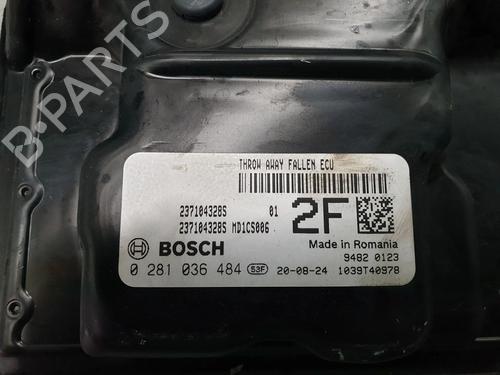 B-PARTS
THROW AWAY FALLEN ECU
237104328S 01
237104328S MD1CS006
2F
BOSCH
Made in Romania
9482 0123
0 281 036 484 53F 20-08-24 1039T40978